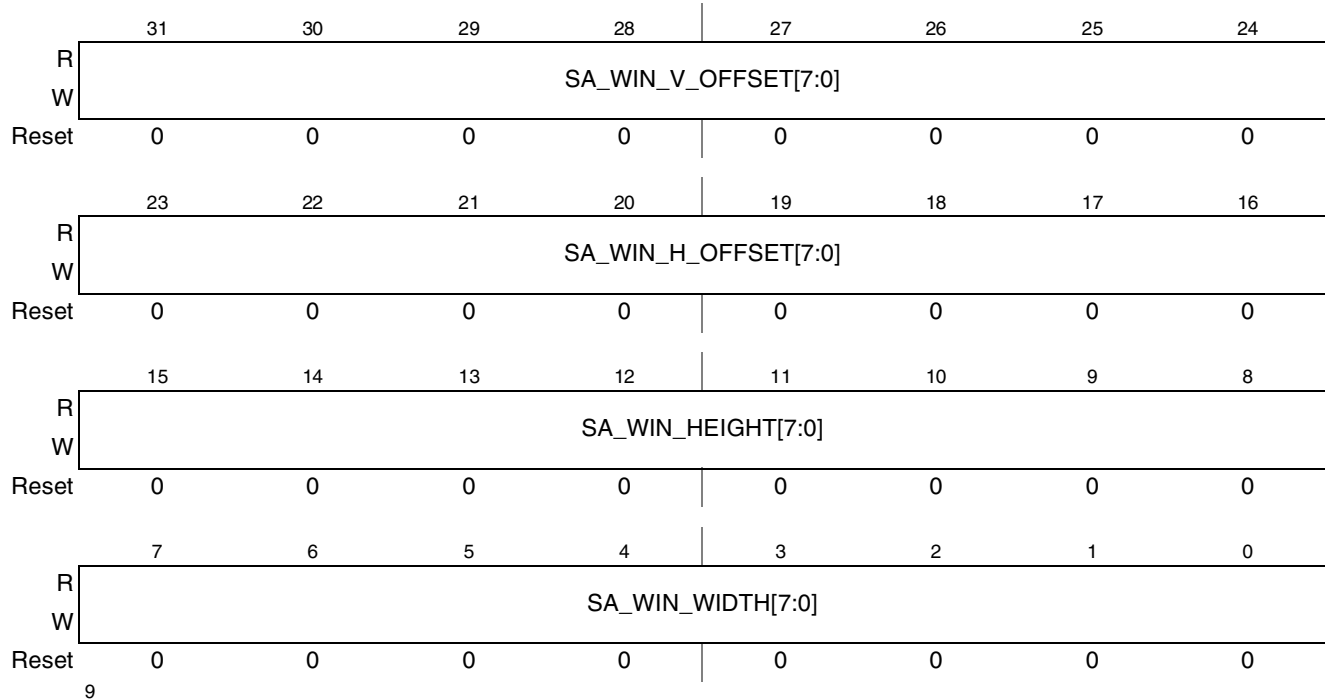 31 30 29 28 27 26 25 24
R
SA_WIN_V_OFFSET[7:0]
W
Reset 0 0 0 0 0 0 0 0
23 22 21 20 19 18 17 16
R
SA_WIN_H_OFFSET[7:0]
W
Reset 0 0 0 0 0 0 0 0
15 14 13 12 11 10 9 8
R
SA_WIN_HEIGHT[7:0]
W
Reset 0 0 0 0 0 0 0 0
7 6 5 4 3 2 1 0
R
SA_WIN_WIDTH[7:0]
W
Reset 0 0 0 0 0 0 0 0
9